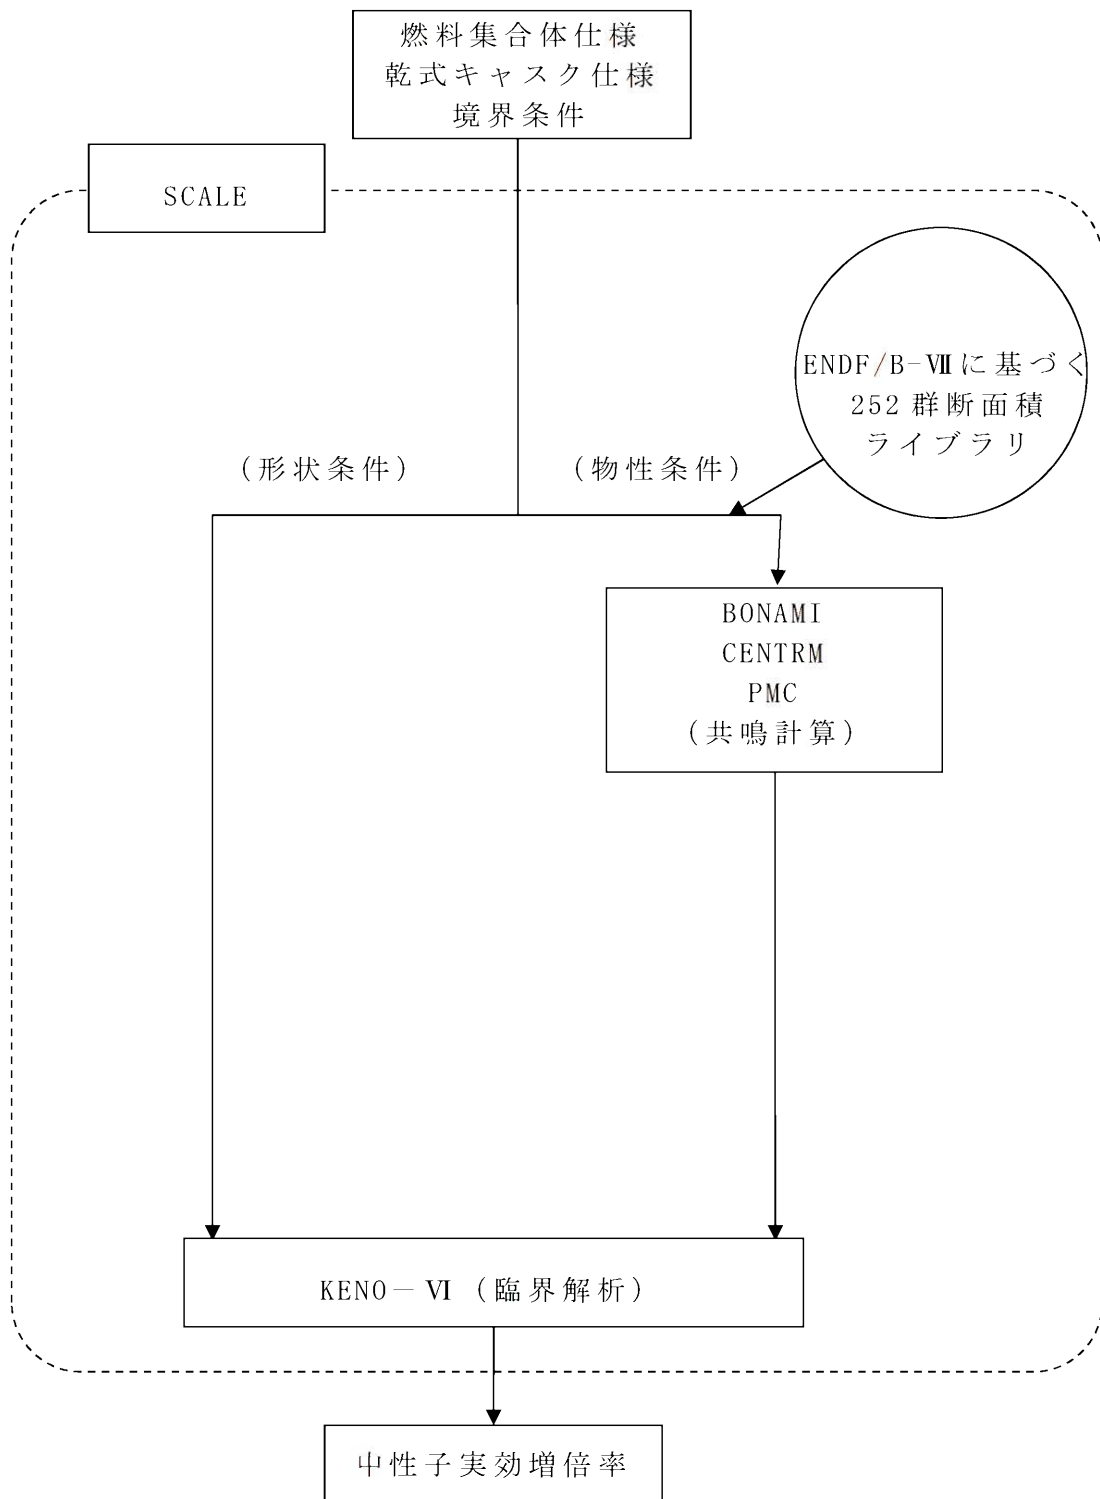 燃料集合体仕様
乾式キャスク仕様
境界条件
SCALE
ENDF/B-Ⅶに基づく
252群断面積
ライブラリ
(形状条件)
(物性条件)
BONAMI
CENTRM
PMC
(共鳴計算)
KENO－Ⅵ (臨界解析)
中性子実効増倍率